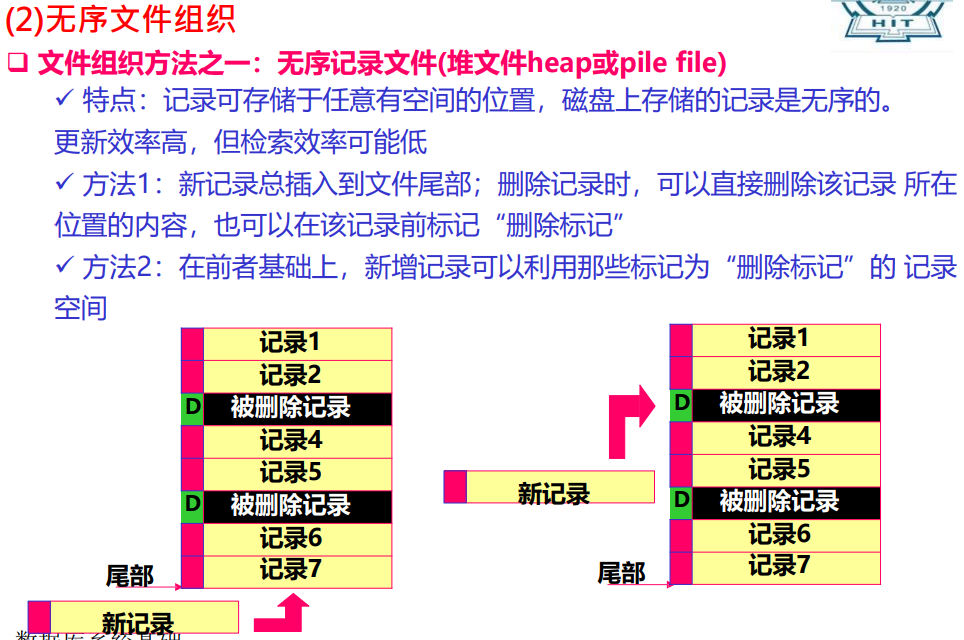 (2)无序文件组织
1920
HIT
❑ 文件组织方法之一：无序记录文件(堆文件heap或pile file)
✓ 特点：记录可存储于任意有空间的位置，磁盘上存储的记录是无序的。
更新效率高，但检索效率可能低
✓ 方法1：新记录总插入到文件尾部；删除记录时，可以直接删除该记录 所在
位置的内容，也可以在该记录前标记“删除标记”
✓ 方法2：在前者基础上，新增记录可以利用那些标记为“删除标记”的 记录
空间
记录1
记录2
D 被删除记录
记录4
记录5
D 被删除记录
记录6
记录7
尾部
新记录
记录1
记录2
D 被删除记录
记录4
记录5
D 被删除记录
记录6
记录7
新记录
尾部
数据库系统基础